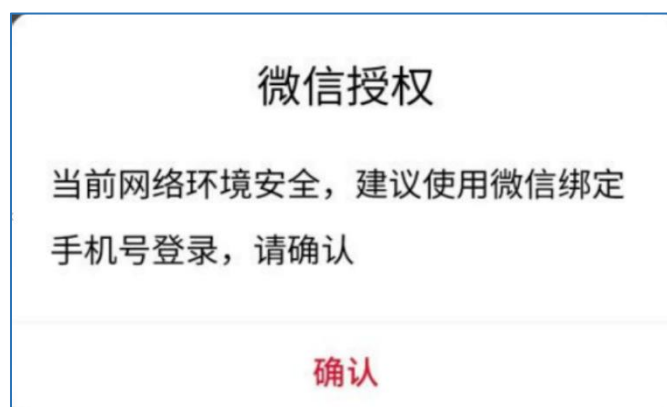 微信授权
当前网络环境安全，建议使用微信绑定
手机号登录，请确认
确认